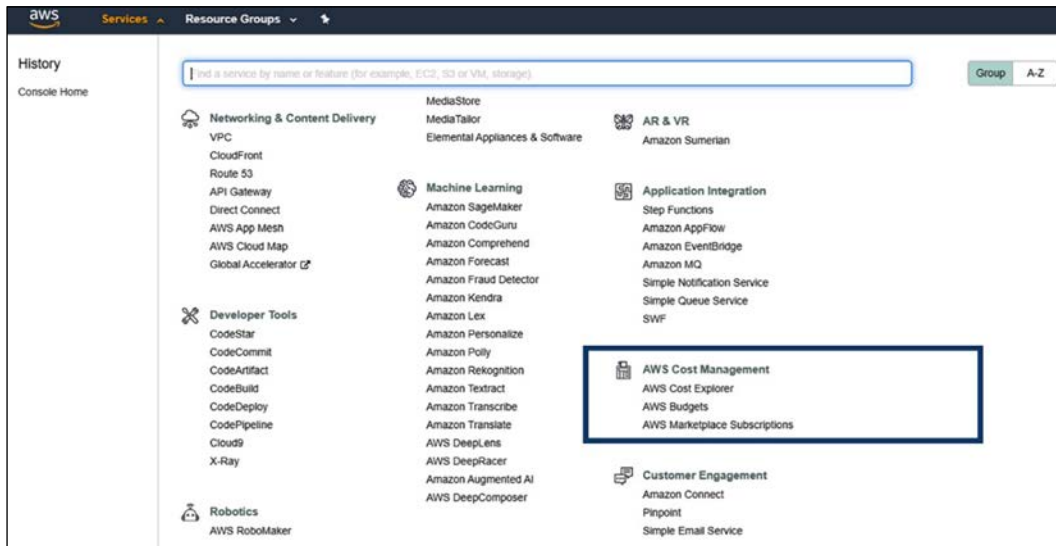 aws
Services
Resource Groups
History
Console Home
Find a service by name or feature (for example, EC2, S3 or VM, storage).
Group
A-Z
Networking & Content Delivery
VPC
CloudFront
Route 53
API Gateway
Direct Connect
AWS App Mesh
AWS Cloud Map
Global Accelerator
Developer Tools
CodeStar
CodeCommit
CodeArtifact
CodeBuild
CodeDeploy
CodePipeline
Cloud9
X-Ray
Robotics
AWS RoboMaker
MediaStore
MediaTailor
Elemental Appliances & Software
Machine Learning
Amazon SageMaker
Amazon CodeGuru
Amazon Comprehend
Amazon Forecast
Amazon Fraud Detector
Amazon Kendra
Amazon Lex
Amazon Personalize
Amazon Polly
Amazon Rekognition
Amazon Textract
Amazon Transcribe
Amazon Translate
AWS DeepLens
AWS DeepRacer
Amazon Augmented AI
AWS DeepComposer
AR & VR
Amazon Sumerian
Application Integration
Step Functions
Amazon AppFlow
Amazon EventBridge
Amazon MQ
Simple Notification Service
Simple Queue Service
SWF
AWS Cost Management
AWS Cost Explorer
AWS Budgets
AWS Marketplace Subscriptions
Customer Engagement
Amazon Connect
Pinpoint
Simple Email Service